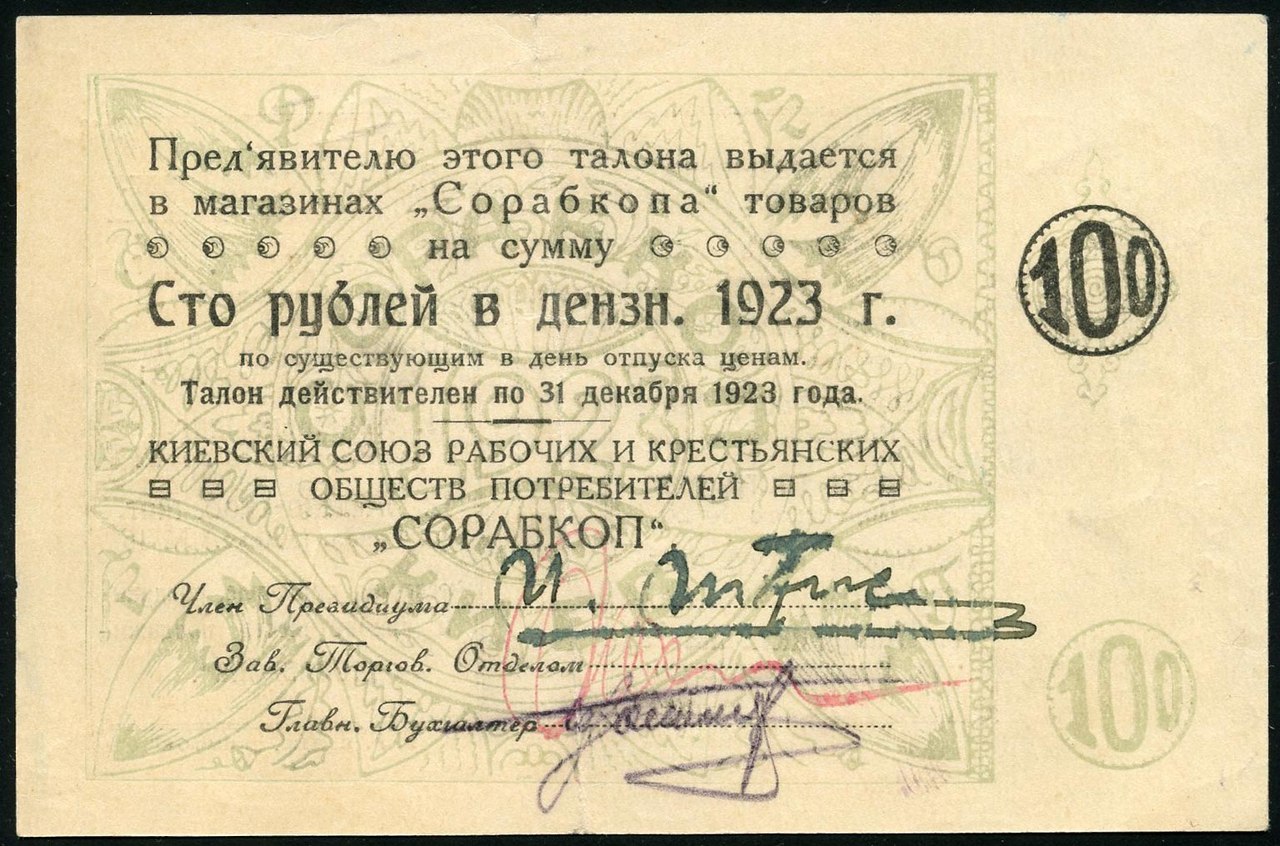 Пред‘явителю этого талона выдается
в магазинах „Сорабкопа“ товаров
на сумму
Сто рублей в дензн. 1923 г.
по существующим в день отпуска ценам.
Талон действителен по 31 декабря 1923 года.
КИЕВСКИЙ СОЮЗ РАБОЧИХ И КРЕСТЬЯНСКИХ
ОБЩЕСТВ ПОТРЕБИТЕЛЕЙ
„СОРАБКОП“
Член Президиума
Зав. Торгов. Отделом
Главн. Бухгалтер
100
100